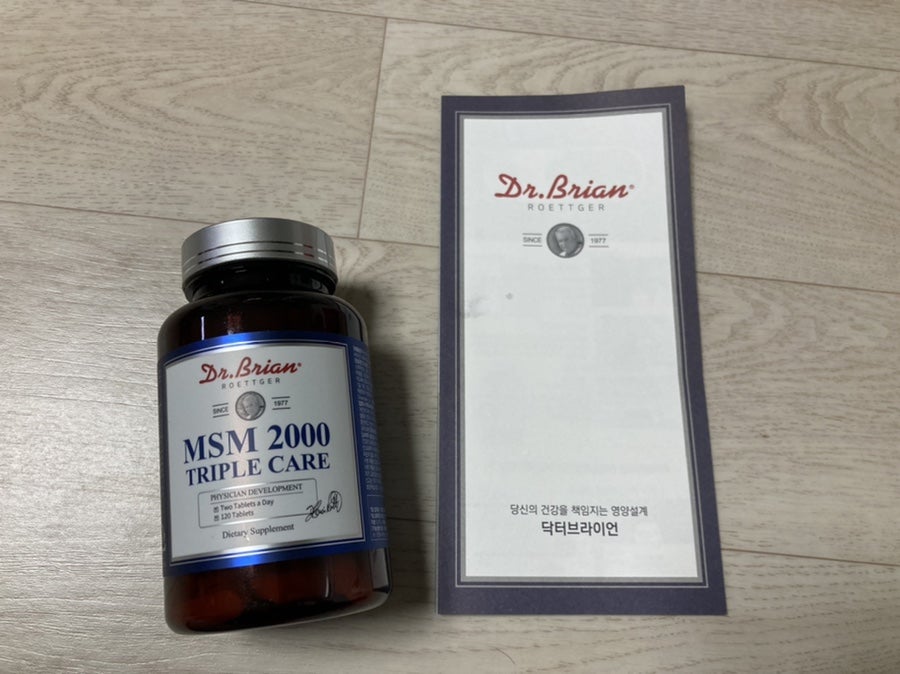 Dr.Brian®
ROETTGER
SINCE 1977
MSM 2000
TRIPLE CARE
PHYSICIAN DEVELOPMENT
Two Tablets a Day
120 Tablets
Dietary Supplement
Dr.Brian®
ROETTGER
SINCE 1977
당신의 건강을 책임지는 영양설계
닥터브라이언